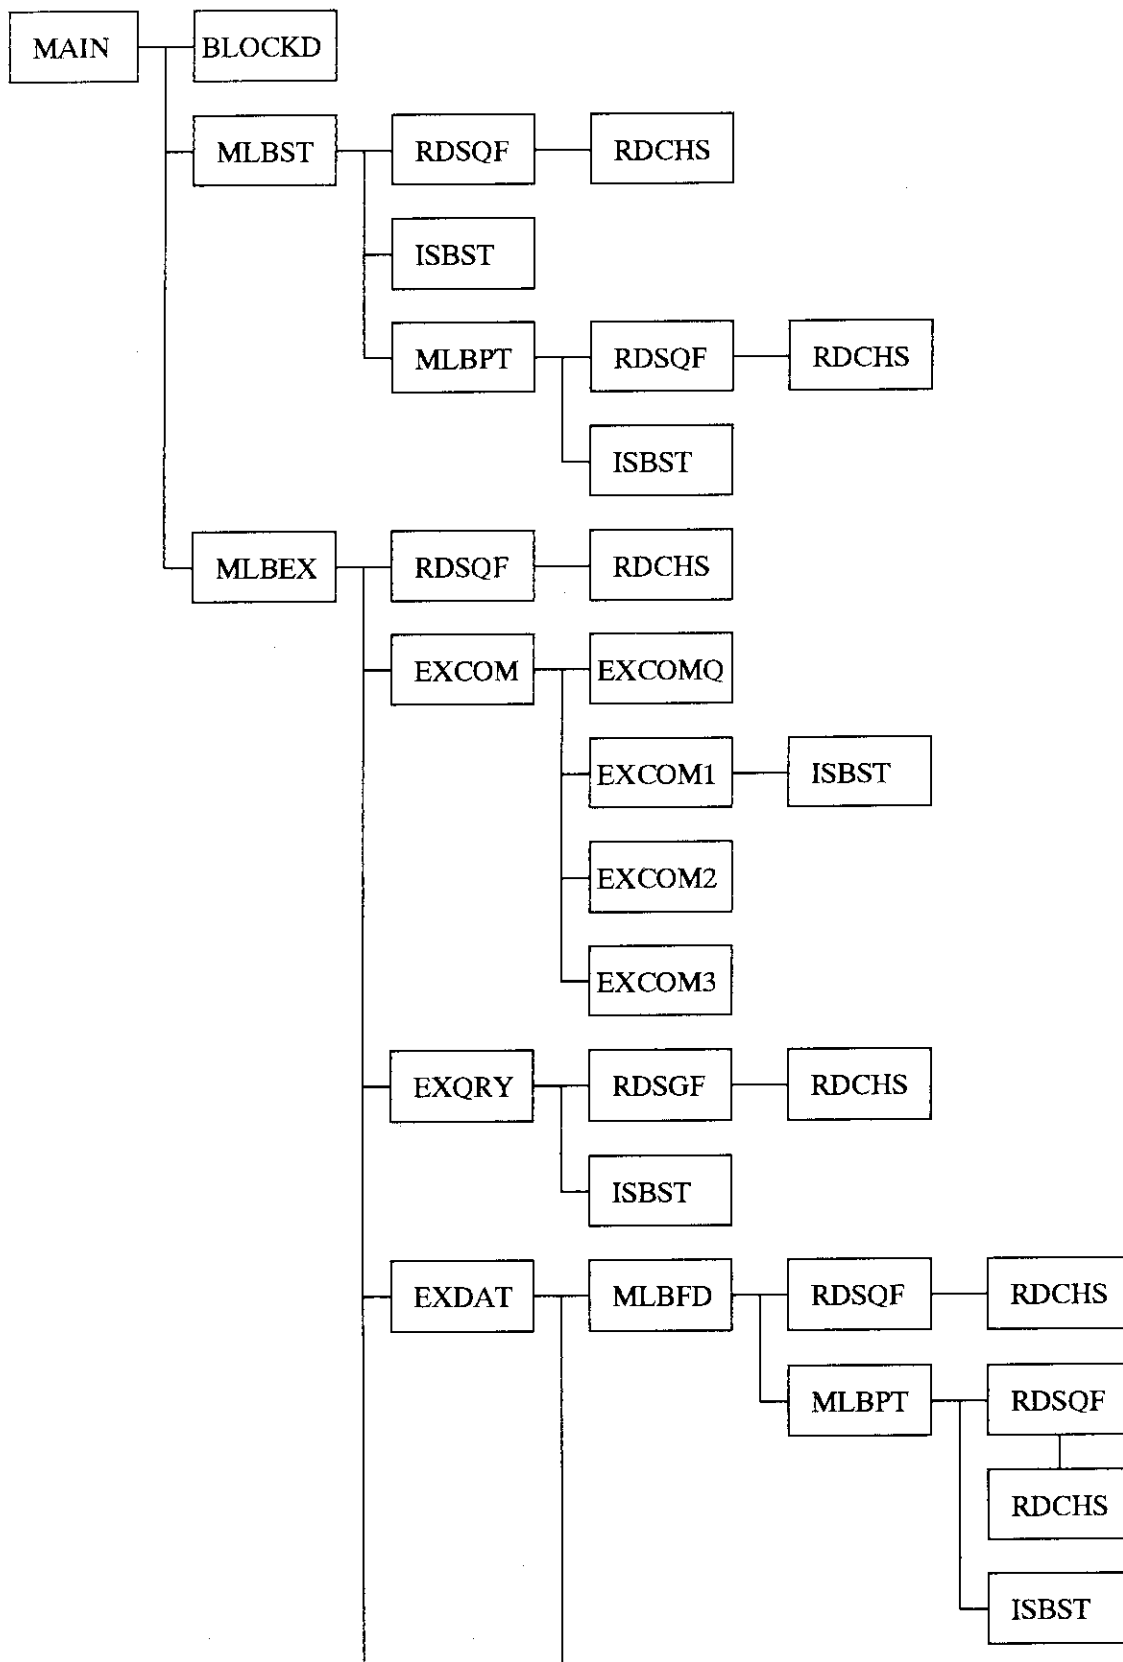 MAIN BLOCKD
MLBST RDSQF RDCHS
ISBST
MLBPT RDSQF RDCHS
ISBST
MLBEX RDSQF RDCHS
EXCOM EXCOMQ
EXCOM1 ISBST
EXCOM2
EXCOM3
EXQRY RDSGF RDCHS
ISBST
EXDAT MLBFD RDSQF RDCHS
MLBPT RDSQF
RDCHS
ISBST